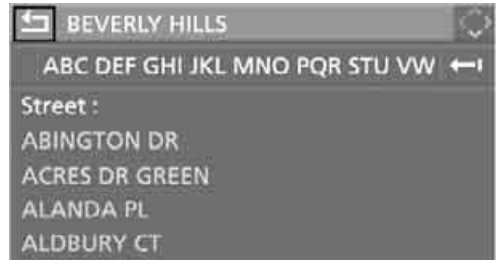 BEVERLY HILLS
ABC DEF GHI JKL MNO PQR STU VW
Street :
ABINGTON DR
ACRES DR GREEN
ALANDA PL
ALDBURY CT